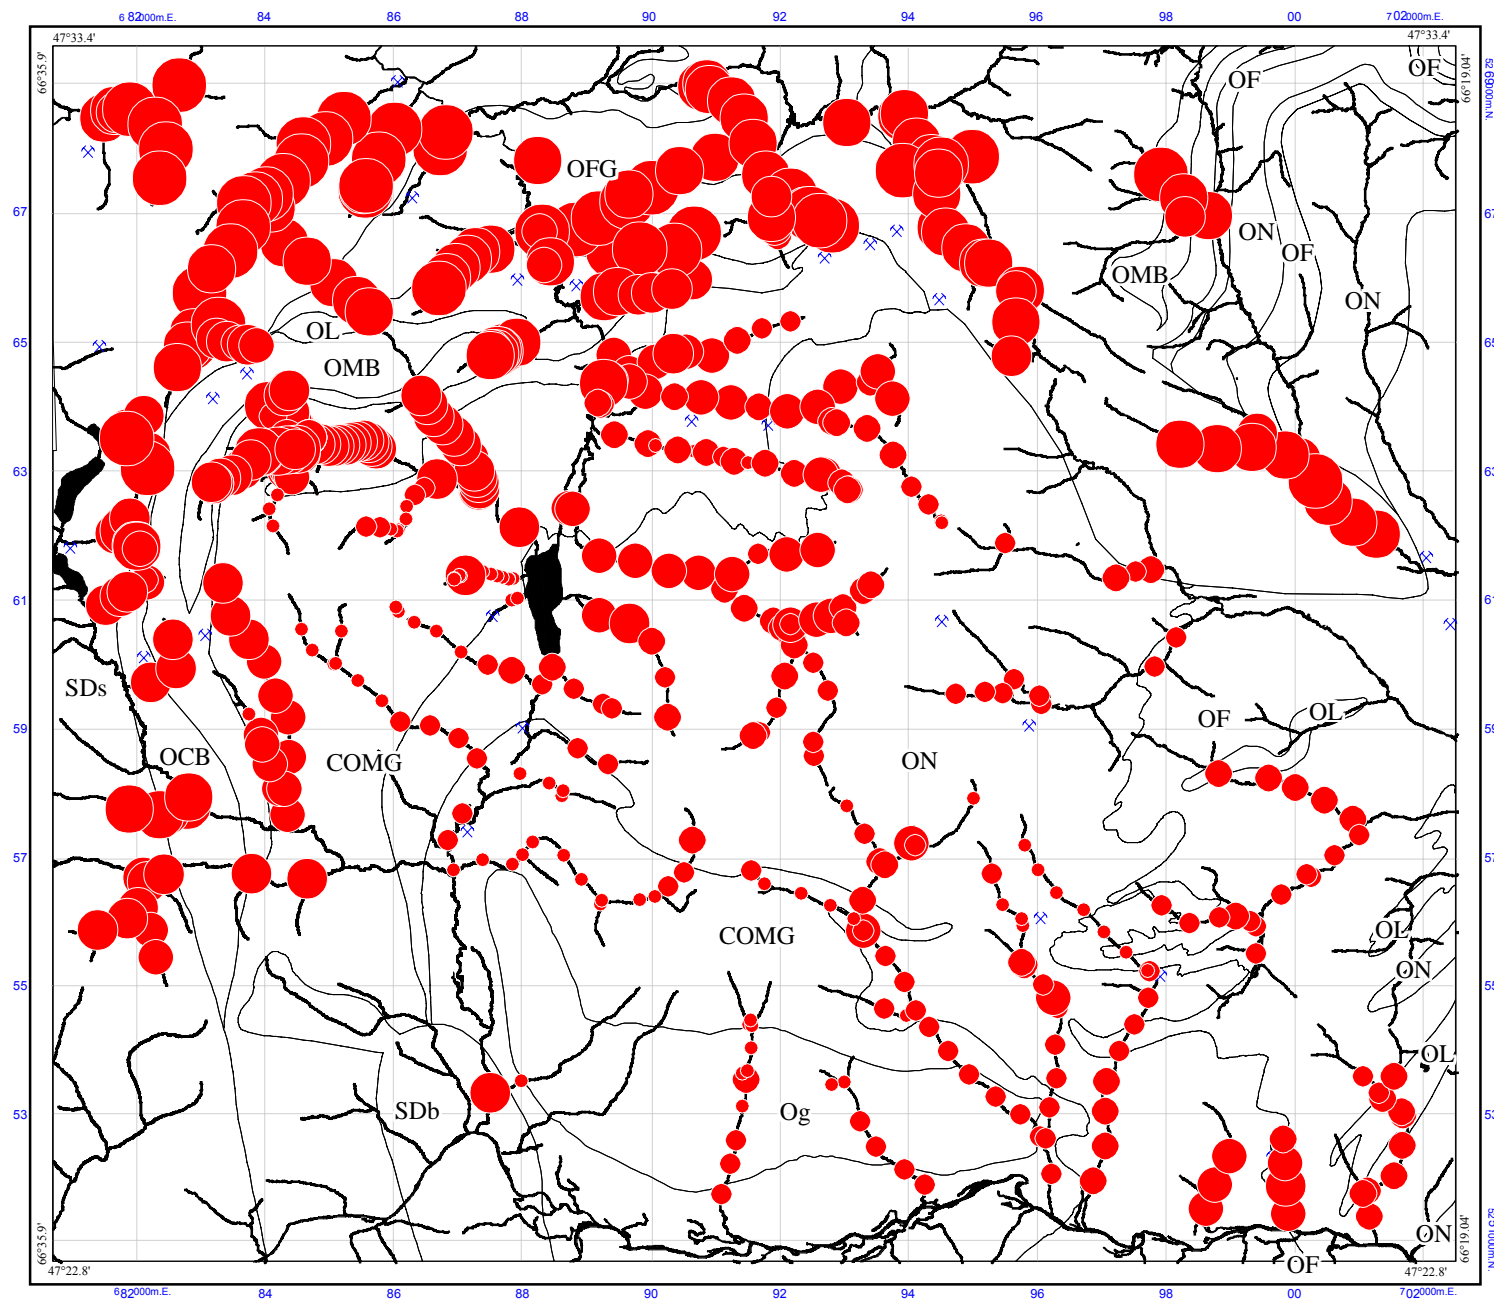 6 82000m.E. 84 86 88 90 92 94 96 98 00 7 02000m.E.
47°33.4' 47°33.4'
66°35.9' 66°19.04'
OF OF
OFG
67
ON OF
OMB
ON
OL
65
OMB
63
61
SDs
OF OL
59
OCB COMG ON
57
COMG OL
ON
55
OL
SDb Og
53
ON
66°35.9' 66°19.04'
OF
47°22.8' 47°22.8'
6 82000m.E. 84 86 88 90 92 94 96 98 00 7 02000m.E.